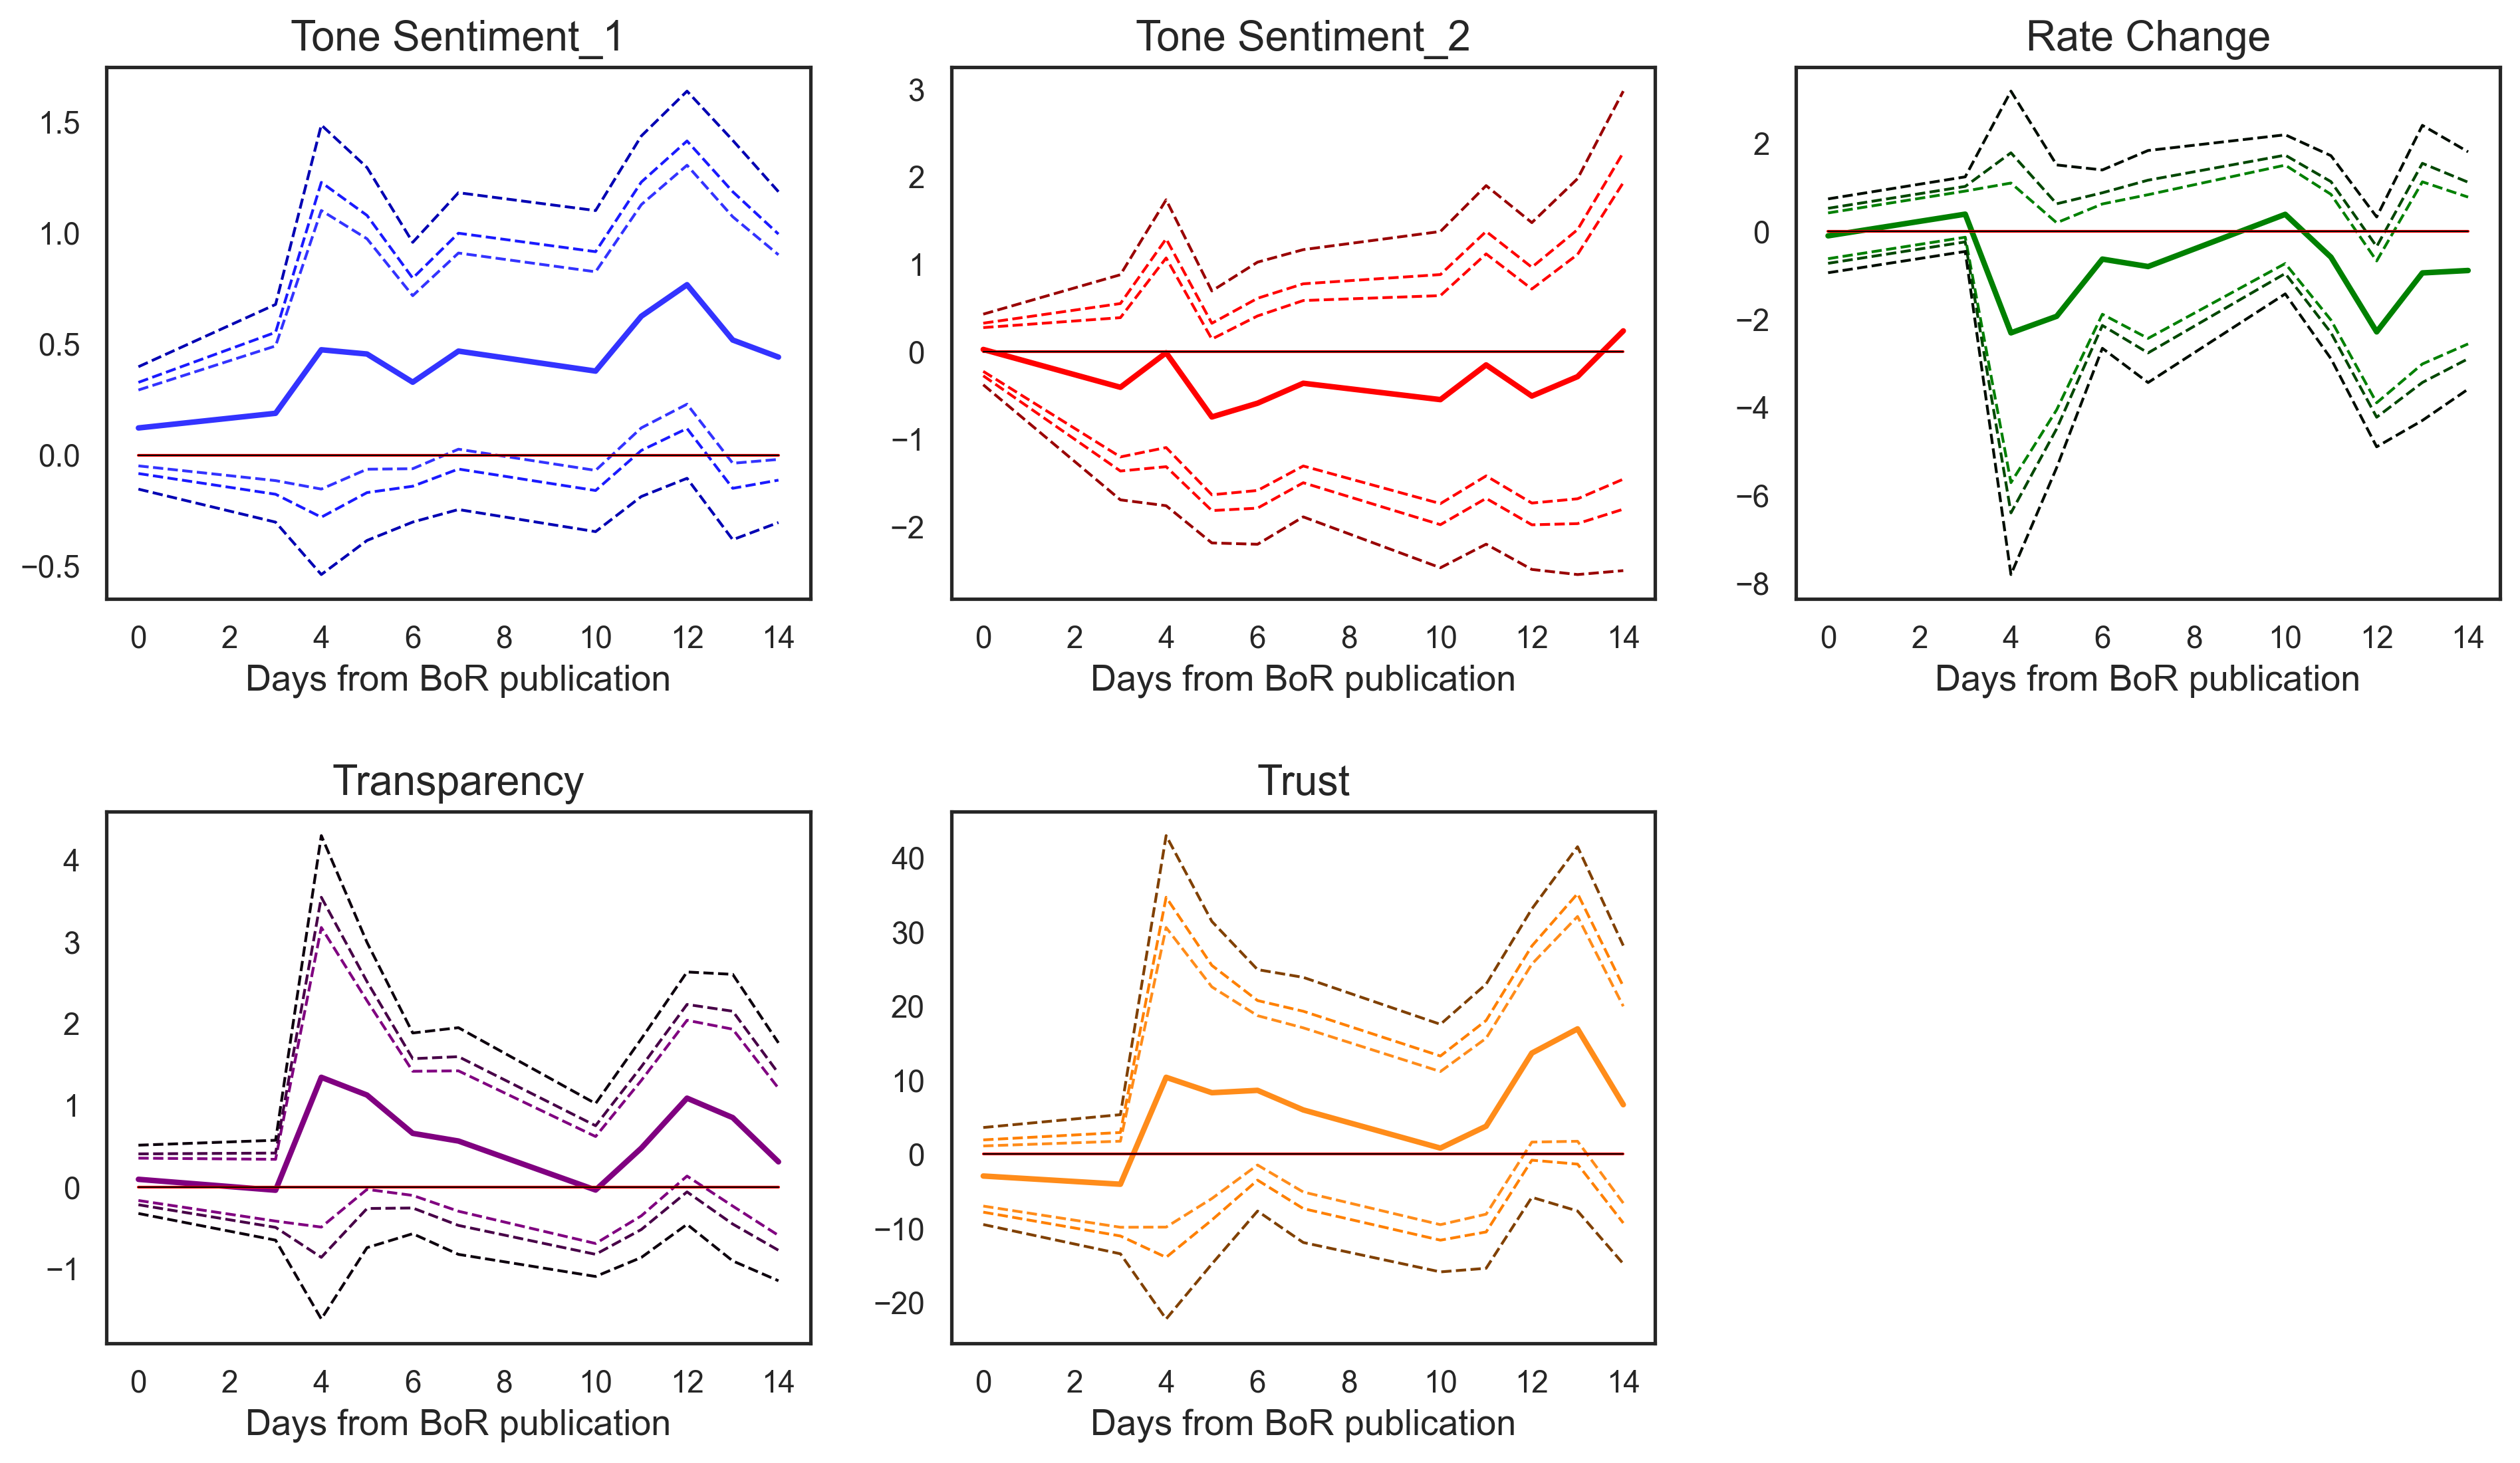 Tone Sentiment_1
1.5
1.0
0.5
0.0
−0.5
0 2 4 6 8 10 12 14
Days from BoR publication
Tone Sentiment_2
3
2
1
0
−1
−2
0 2 4 6 8 10 12 14
Days from BoR publication
Rate Change
2
0
−2
−4
−6
−8
0 2 4 6 8 10 12 14
Days from BoR publication
Transparency
4
3
2
1
0
−1
0 2 4 6 8 10 12 14
Days from BoR publication
Trust
40
30
20
10
0
−10
−20
0 2 4 6 8 10 12 14
Days from BoR publication